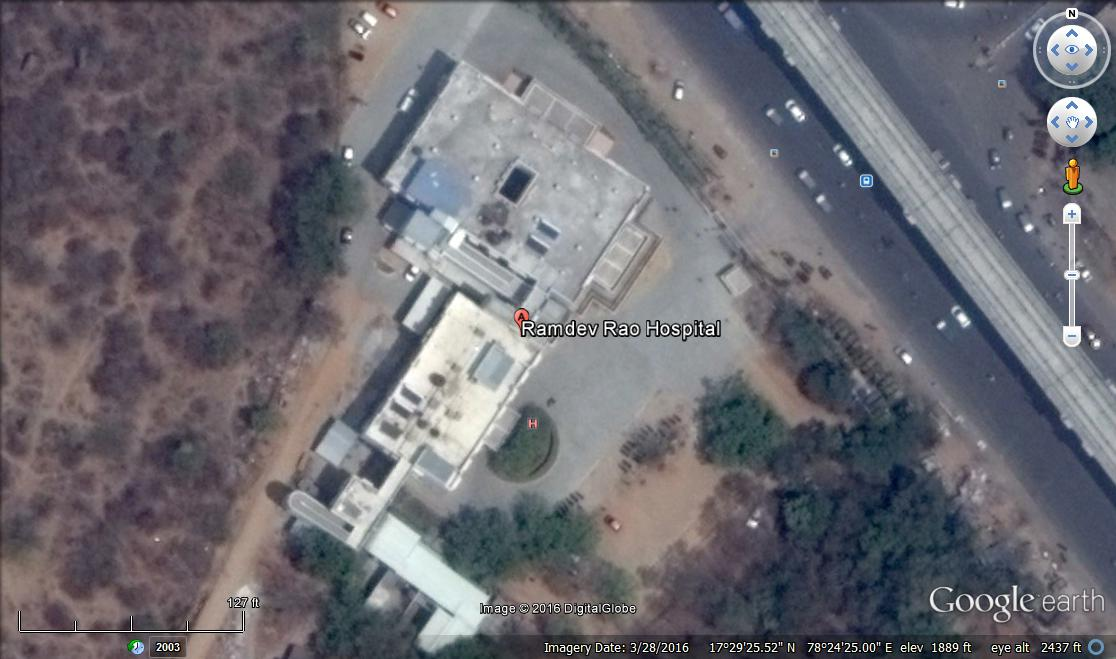 N
A
Ramdev Rao Hospital
H
127 ft
Image © 2016 DigitalGlobe
Google earth
2003
Imagery Date: 3/28/2016 17°29'25.52" N 78°24'25.00" E elev 1889 ft eye alt 2437 ft